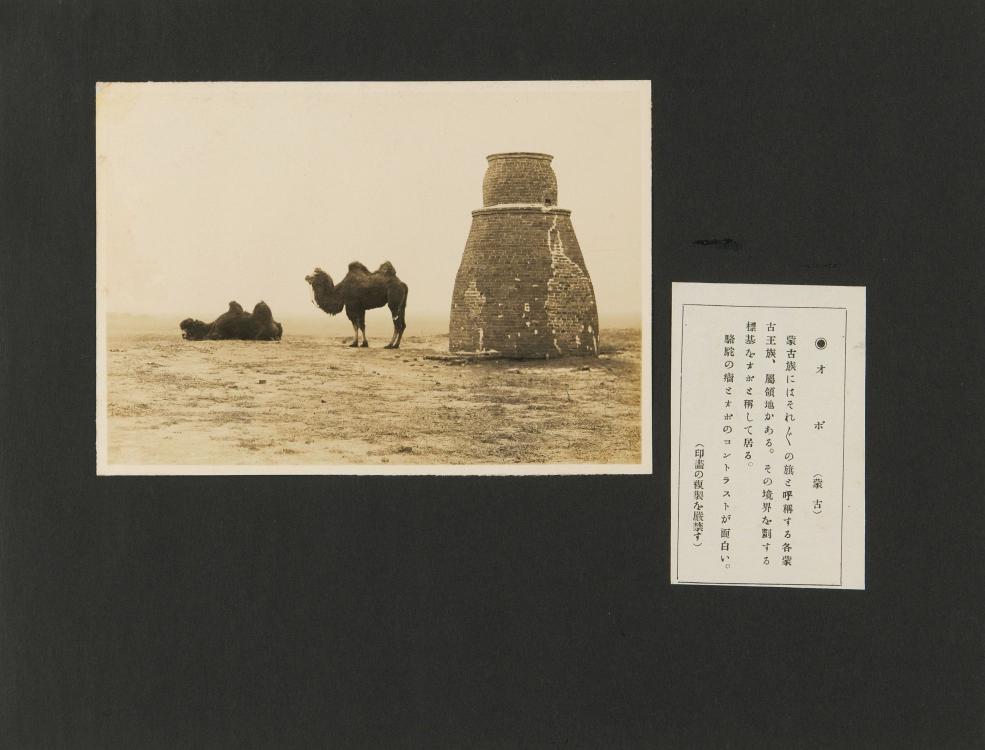 ◉オボ（蒙古）
蒙古族にはそれ〴〵の旗と呼稱する各蒙
古王族、屬領地がある。その境界を劃する
標基をオボと稱して居る。
駱駝の瘤とオボのコントラストが面白い。
（印畵の複製を嚴禁す）